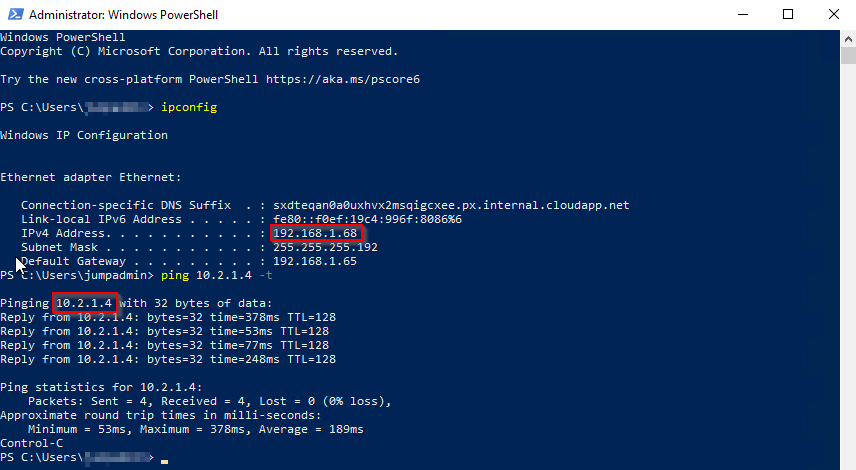 Administrator: Windows PowerShell
Windows PowerShell
Copyright (C) Microsoft Corporation. All rights reserved.
Try the new cross-platform PowerShell https://aka.ms/pscore6
PS C:\Users\> ipconfig
Windows IP Configuration
Ethernet adapter Ethernet:
Connection-specific DNS Suffix . : sxdteqan0a0uxhvx2msqigcxee.px.internal.cloudapp.net
Link-local IPv6 Address . . . . . : fe80::f0ef:19c4:996f:8086%6
IPv4 Address. . . . . . . . . . . : 192.168.1.68
Subnet Mask . . . . . . . . . . . : 255.255.255.192
Default Gateway . . . . . . . . . : 192.168.1.65
PS C:\Users\jumpadmin> ping 10.2.1.4 -t
Pinging 10.2.1.4 with 32 bytes of data:
Reply from 10.2.1.4: bytes=32 time=378ms TTL=128
Reply from 10.2.1.4: bytes=32 time=53ms TTL=128
Reply from 10.2.1.4: bytes=32 time=77ms TTL=128
Reply from 10.2.1.4: bytes=32 time=248ms TTL=128
Ping statistics for 10.2.1.4:
Packets: Sent = 4, Received = 4, Lost = 0 (0% loss),
Approximate round trip times in milli-seconds:
Minimum = 53ms, Maximum = 378ms, Average = 189ms
Control-C
PS C:\Users\>